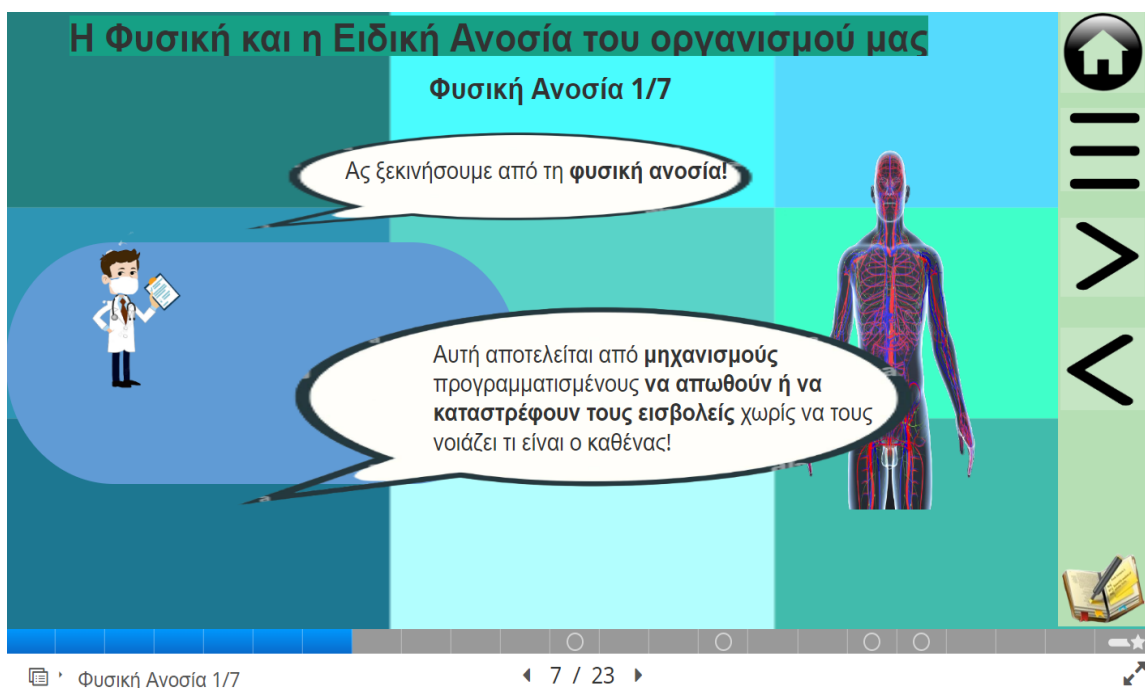 Η Φυσική και η Ειδική Ανοσία του οργανισμού μας
Φυσική Ανοσία 1/7
Ας ξεκινήσουμε από τη φυσική ανοσία!
Αυτή αποτελείται από μηχανισμούς
προγραμματισμένους να απωθούν ή να
καταστρέφουν τους εισβολείς χωρίς να τους
νοιάζει τι είναι ο καθένας!
Φυσική Ανοσία 1/7
7 / 23